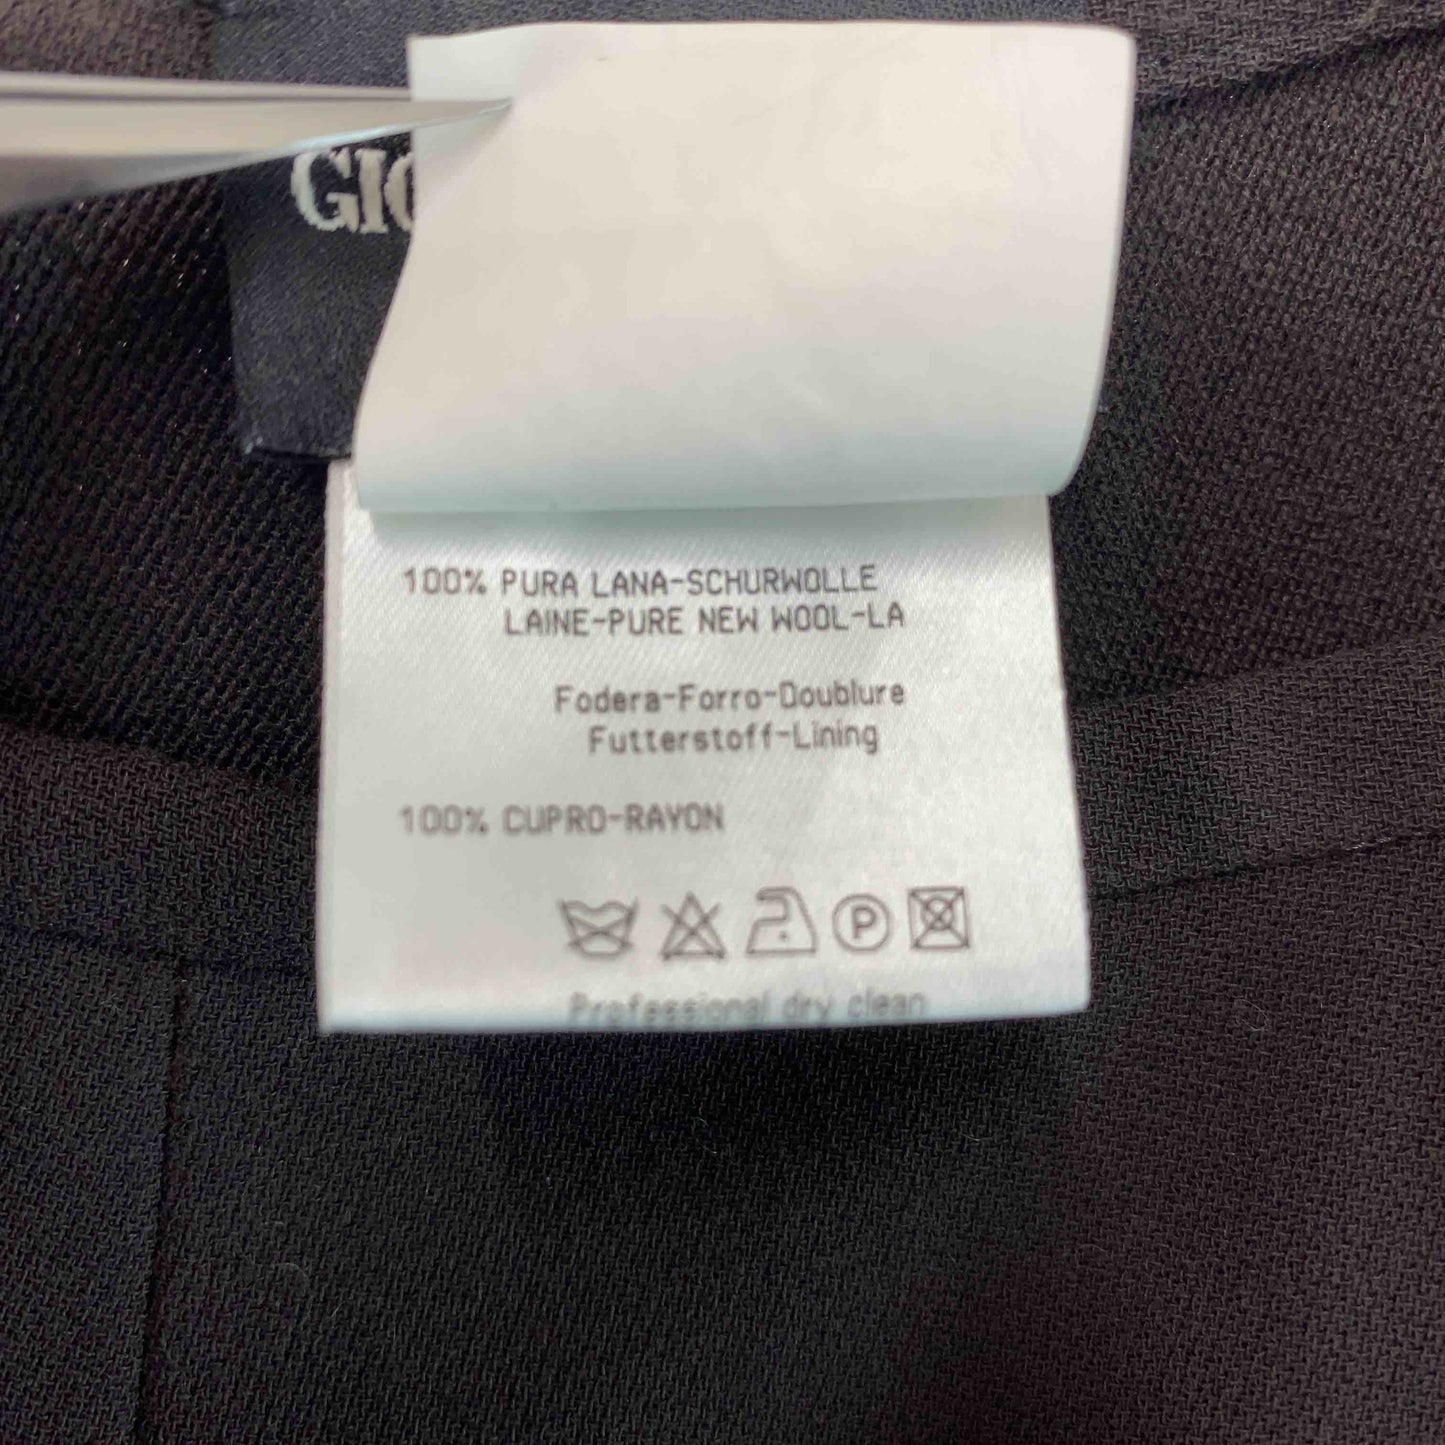 GIO
100% PURA LANA-SCHURWOLLE
LAINE-PURE NEW WOOL-LA
Fodera-Forro-Doublure
Futterstoff-Lining
100% CUPRO-RAYON
P
Professional dry clean